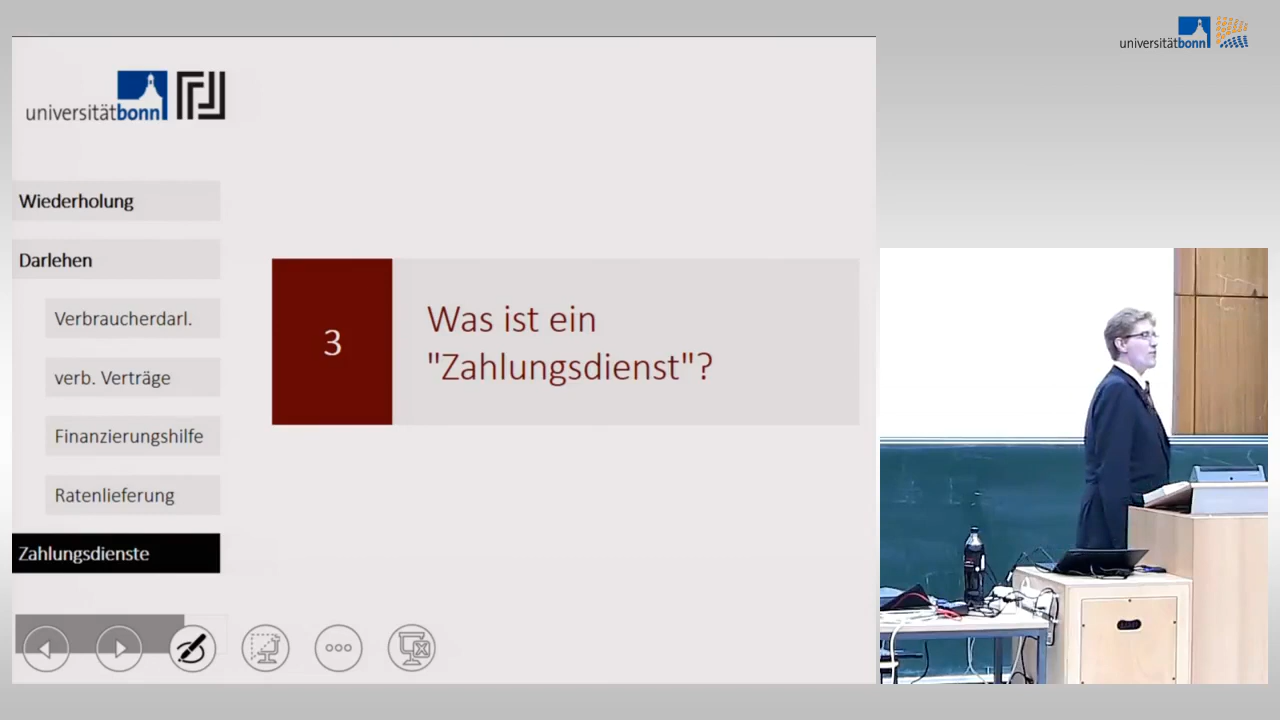 universitätbonn
universitätbonn
Wiederholung
Darlehen
Verbraucherdarl.
verb. Verträge
Finanzierungshilfe
Ratenlieferung
Zahlungsdienste
3
Was ist ein
"Zahlungsdienst"?